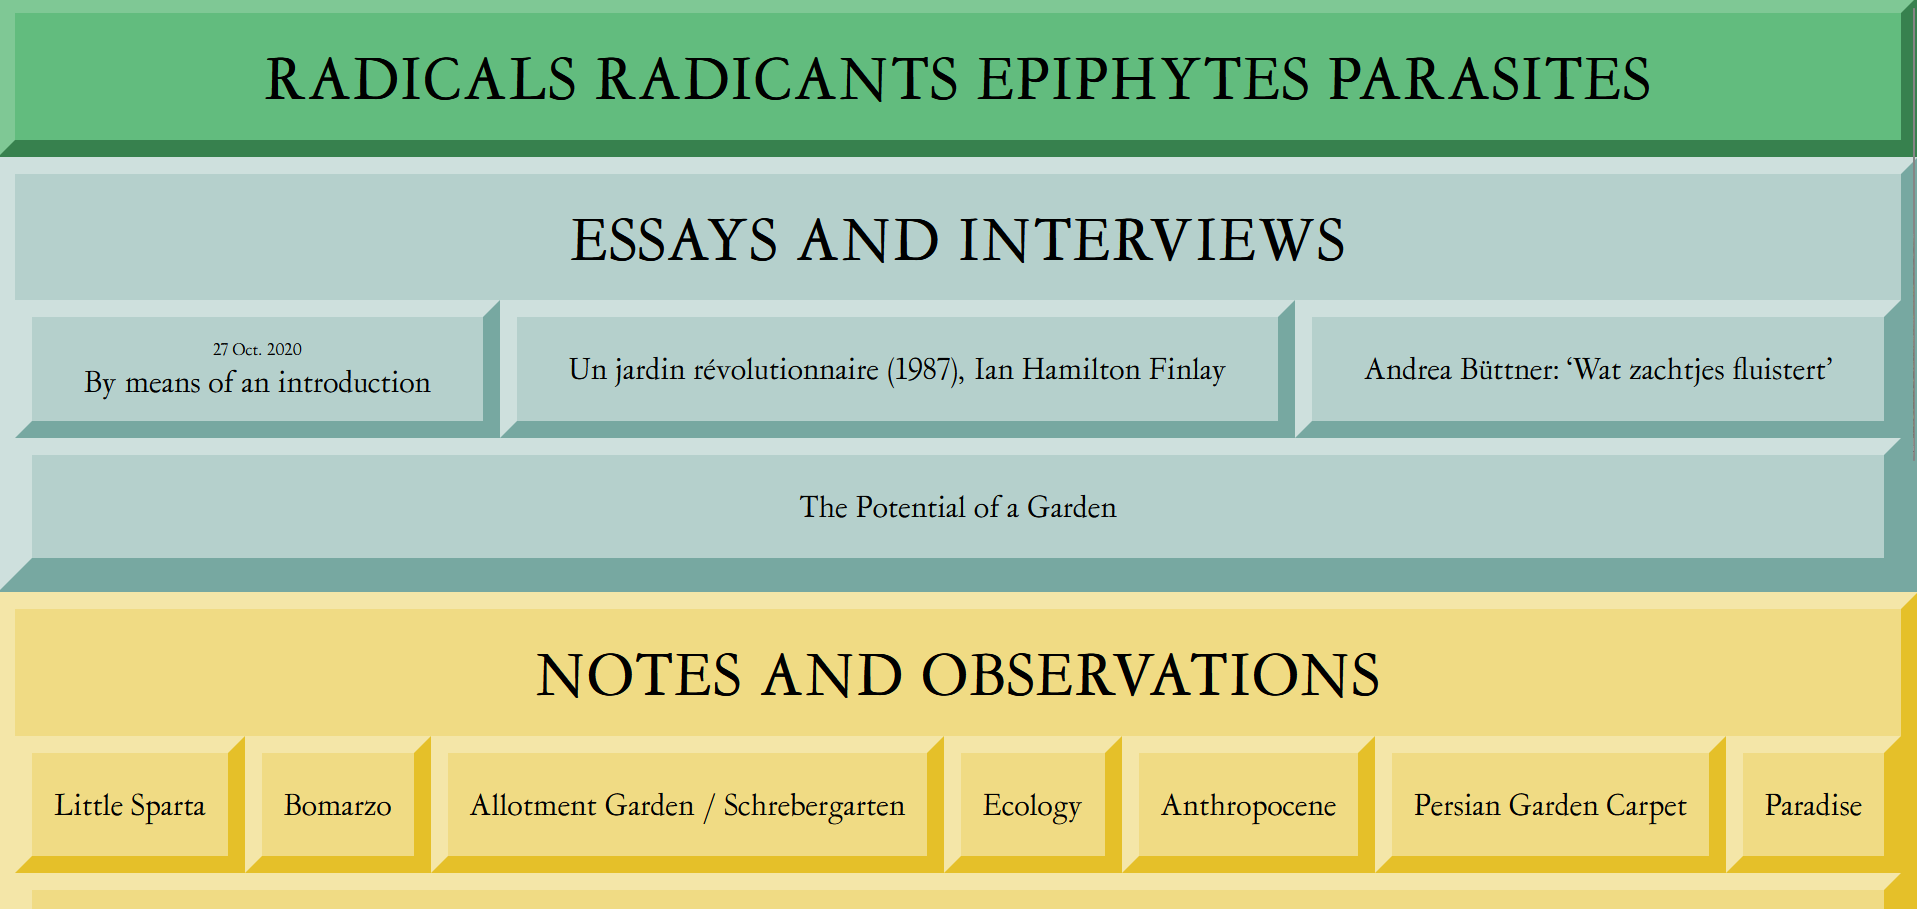 RADICALS RADICANTS EPIPHYTES PARASITES
ESSAYS AND INTERVIEWS
27 Oct. 2020
By means of an introduction
Un jardin révolutionnaire (1987), Ian Hamilton Finlay
Andrea Büttner: ‘Wat zachtjes fluistert’
The Potential of a Garden
NOTES AND OBSERVATIONS
Little Sparta
Bomarzo
Allotment Garden / Schrebergarten
Ecology
Anthropocene
Persian Garden Carpet
Paradise